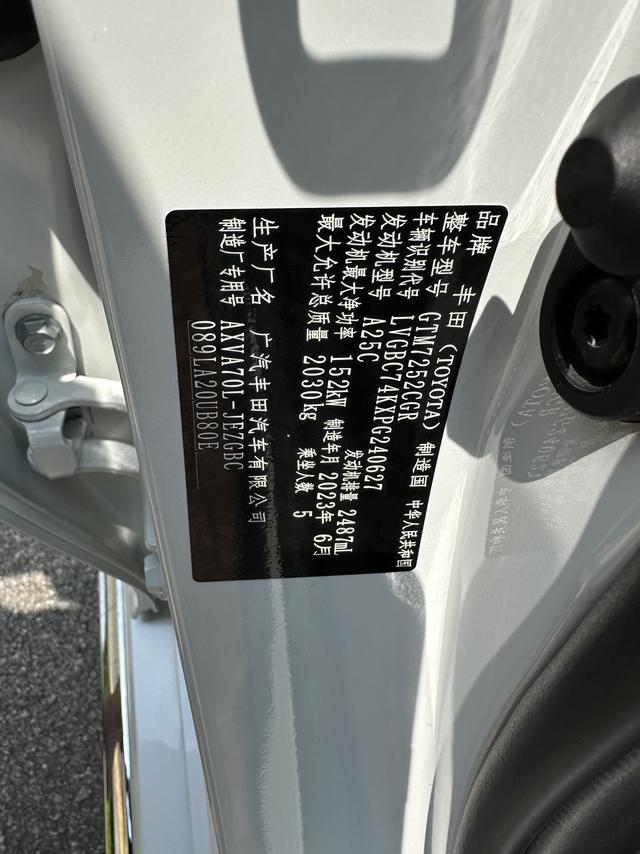 品牌 丰田（TOYOTA） 制造国 中华人民共和国
整车型号 GTM7252CGR
车辆识别代号 LVGBC74KXPG240627
发动机型号 A25C 发动机排量 2487mL
发动机最大净功率 152kW 制造年月 2023年 6月
最大允许总质量 2030kg 乘坐人数 5
生产厂名 广汽丰田汽车有限公司
制造厂专用号 AXVA70L-JEZGBC
089LA20UB80E